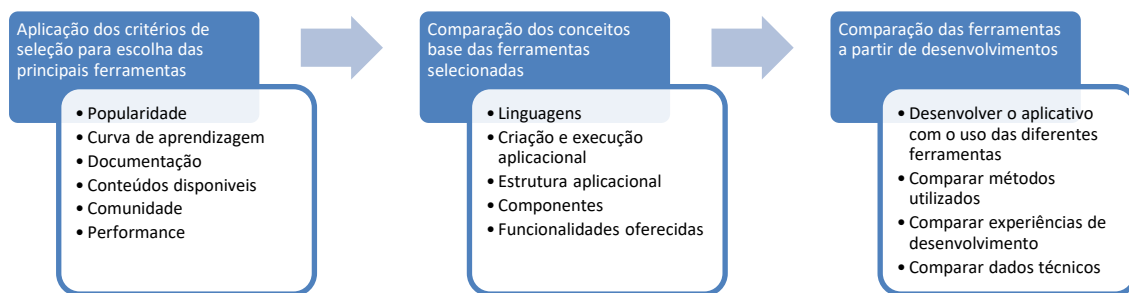 Aplicação dos critérios de
seleção para escolha das
principais ferramentas
• Popularidade
• Curva de aprendizagem
• Documentação
• Conteúdos disponiveis
• Comunidade
• Performance
Comparação dos conceitos
base das ferramentas
selecionadas
• Linguagens
• Criação e execução
aplicacional
• Estrutura aplicacional
• Componentes
• Funcionalidades oferecidas
Comparação das ferramentas
a partir de desenvolvimentos
• Desenvolver o aplicativo
com o uso das diferentes
ferramentas
• Comparar métodos
utilizados
• Comparar experiências de
desenvolvimento
• Comparar dados técnicos